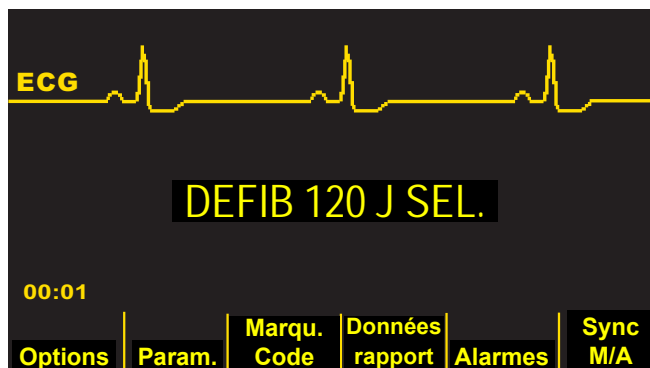 ECG
DEFIB 120 J SEL.
00:01
Options Param. Marqu. Code Données rapport Alarmes Sync M/A